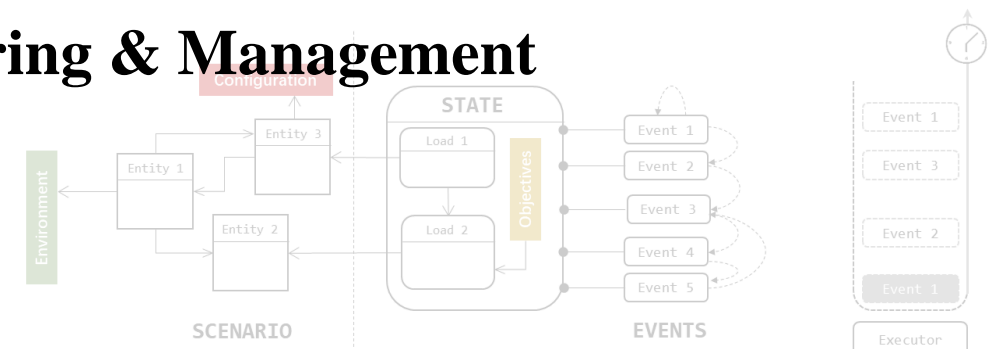 ring & Management
Configuration
STATE
Entity 3
Entity 1
Entity 2
Environment
Load 1
Load 2
Objectives
Event 1
Event 2
Event 3
Event 4
Event 5
Event 1
Event 3
Event 2
Event 1
SCENARIO
EVENTS
Executor